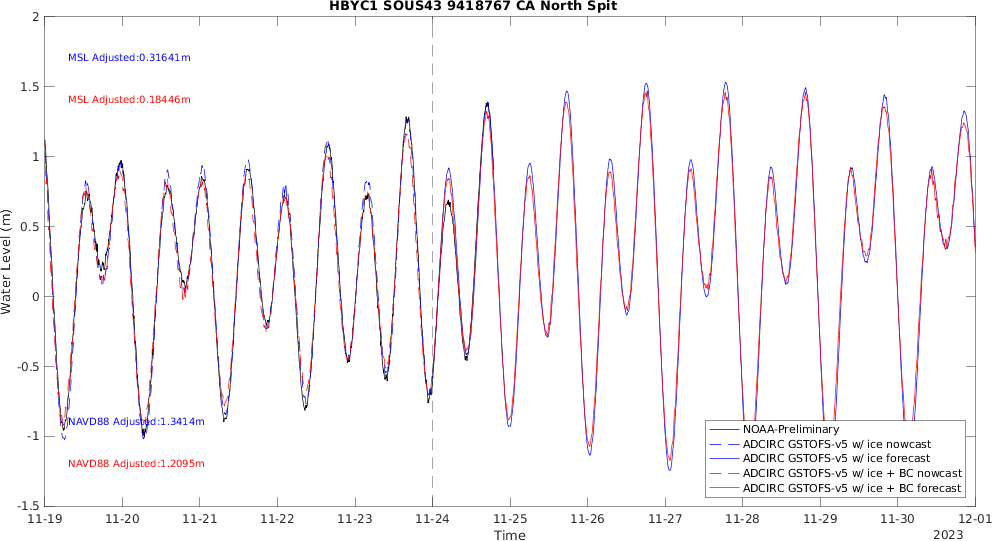 HBYC1 SOUS43 9418767 CA North Spit
2
1.5
1
0.5
0
-0.5
-1
-1.5
Water Level (m)
MSL Adjusted:0.31641m
MSL Adjusted:0.18446m
NAVD88 Adjusted:1.3414m
NAVD88 Adjusted:1.2095m
NOAA-Preliminary
ADCIRC GSTOFS-v5 w/ ice nowcast
ADCIRC GSTOFS-v5 w/ ice forecast
ADCIRC GSTOFS-v5 w/ ice + BC nowcast
ADCIRC GSTOFS-v5 w/ ice + BC forecast
11-19 11-20 11-21 11-22 11-23 11-24 11-25 11-26 11-27 11-28 11-29 11-30 12-01
Time
2023